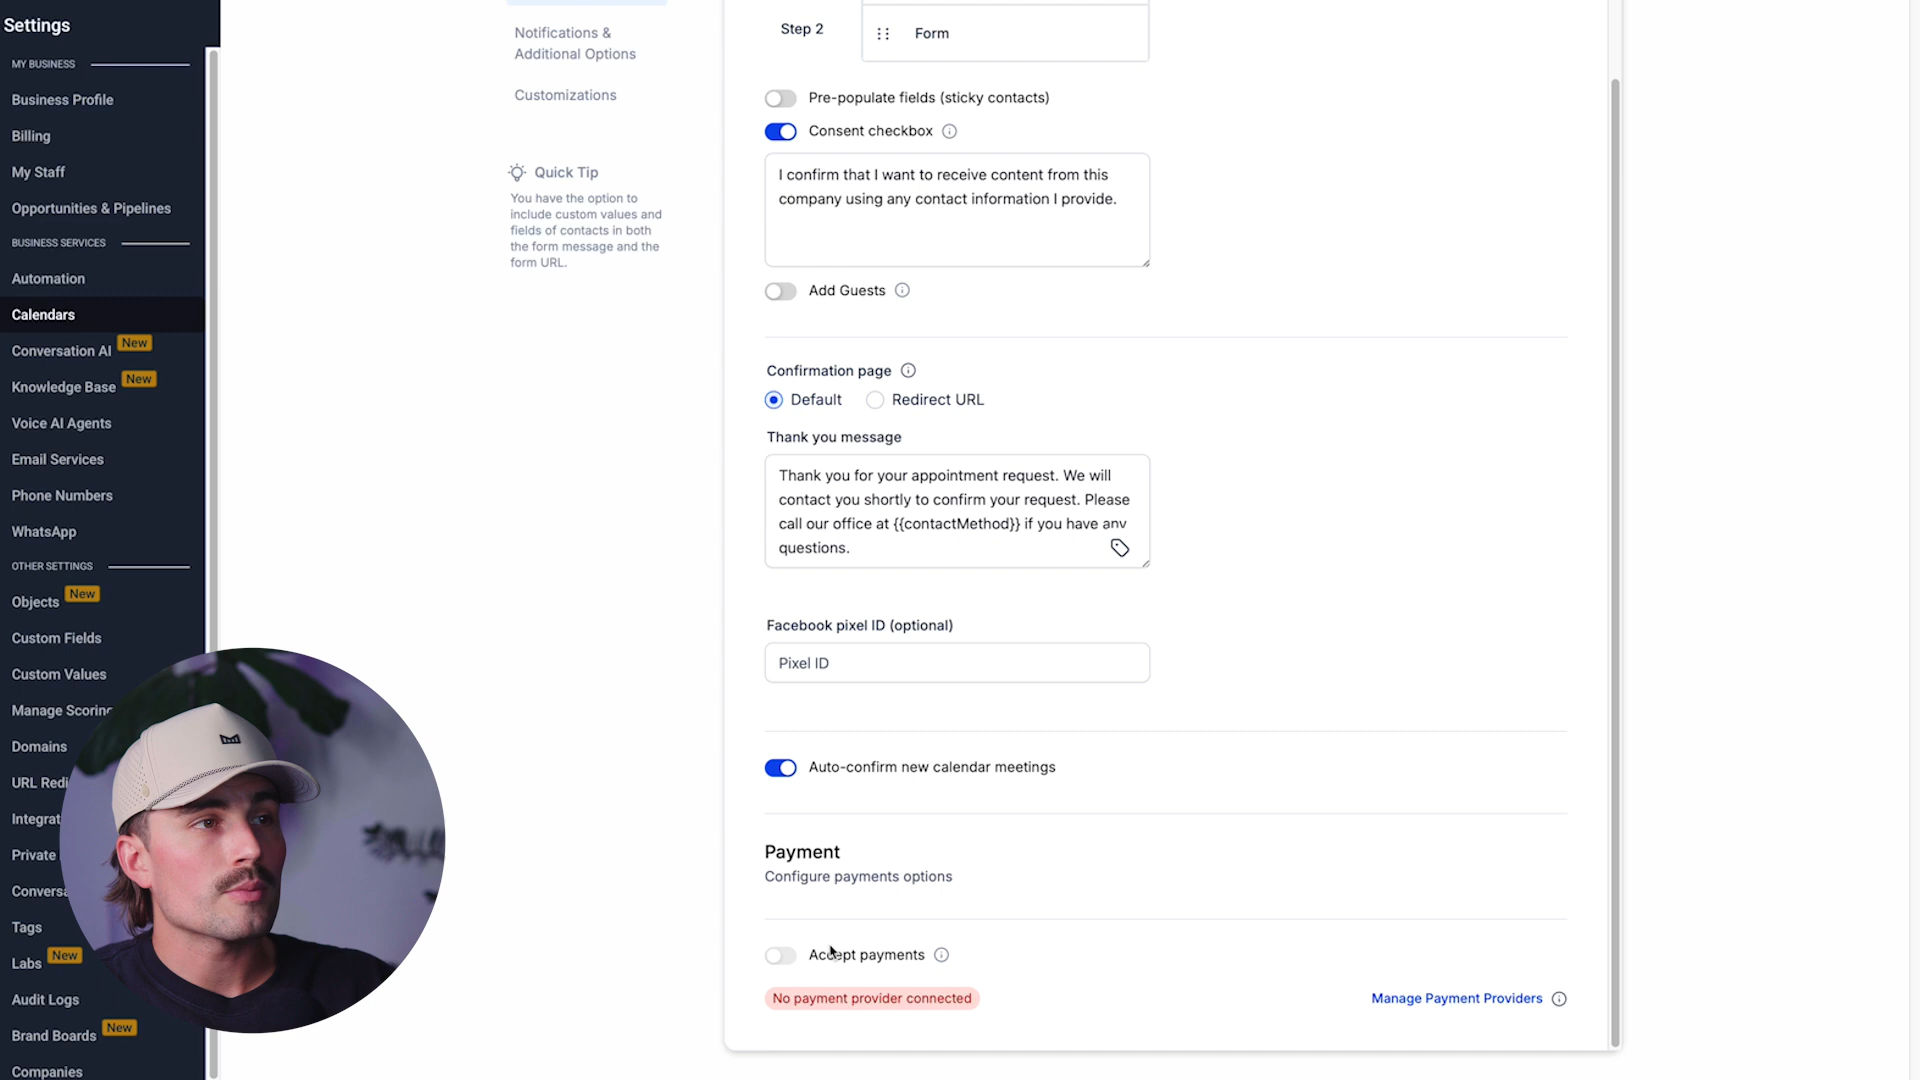 Settings
MY BUSINESS
Business Profile
Billing
My Staff
Opportunities & Pipelines
BUSINESS SERVICES
Automation
Calendars
Conversation AI New
Knowledge Base New
Voice AI Agents
Email Services
Phone Numbers
WhatsApp
OTHER SETTINGS
Objects New
Custom Fields
Custom Values
Manage Scoring
Domains
URL Redi
Integrat
Private
Conversa
Tags
Labs New
Audit Logs
Brand Boards New
Companies
Notifications &
Additional Options
Customizations
Quick Tip
You have the option to
include custom values and
fields of contacts in both
the form message and the
form URL.
Step 2
Form
Pre-populate fields (sticky contacts)
Consent checkbox
I confirm that I want to receive content from this
company using any contact information I provide.
Add Guests
Confirmation page
Default
Redirect URL
Thank you message
Thank you for your appointment request. We will
contact you shortly to confirm your request. Please
call our office at {{contactMethod}} if you have any
questions.
Facebook pixel ID (optional)
Pixel ID
Auto-confirm new calendar meetings
Payment
Configure payments options
Accept payments
No payment provider connected
Manage Payment Providers